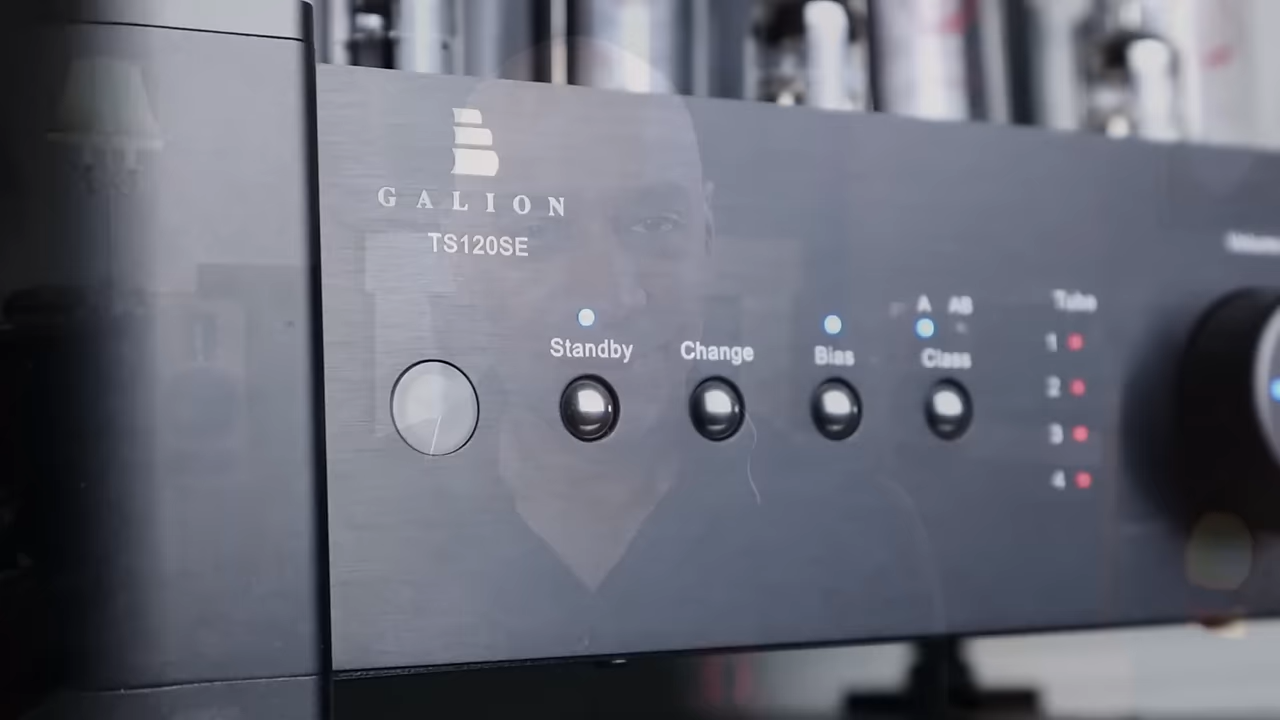 GALION
TS120SE
Standby
Change
Bias
A AB
Class
Tube
1
2
3
4